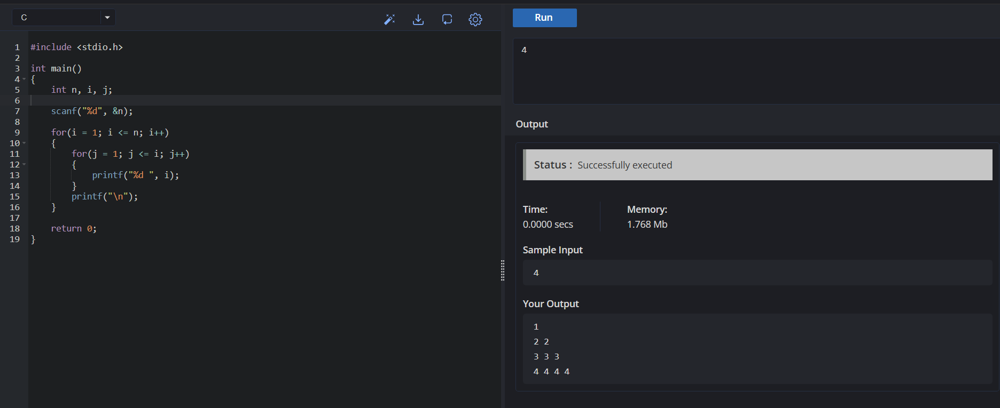 C
1 #include <stdio.h>
2
3 int main()
4 {
5     int n, i, j;
6
7     scanf("%d", &n);
8
9     for(i = 1; i <= n; i++)
10     {
11         for(j = 1; j <= i; j++)
12         {
13             printf("%d ", i);
14         }
15         printf("\n");
16     }
17
18     return 0;
19 }
Run
4
Output
Status : Successfully executed
Time: Memory:
0.0000 secs 1.768 Mb
Sample Input
4
Your Output
1
2 2
3 3 3
4 4 4 4